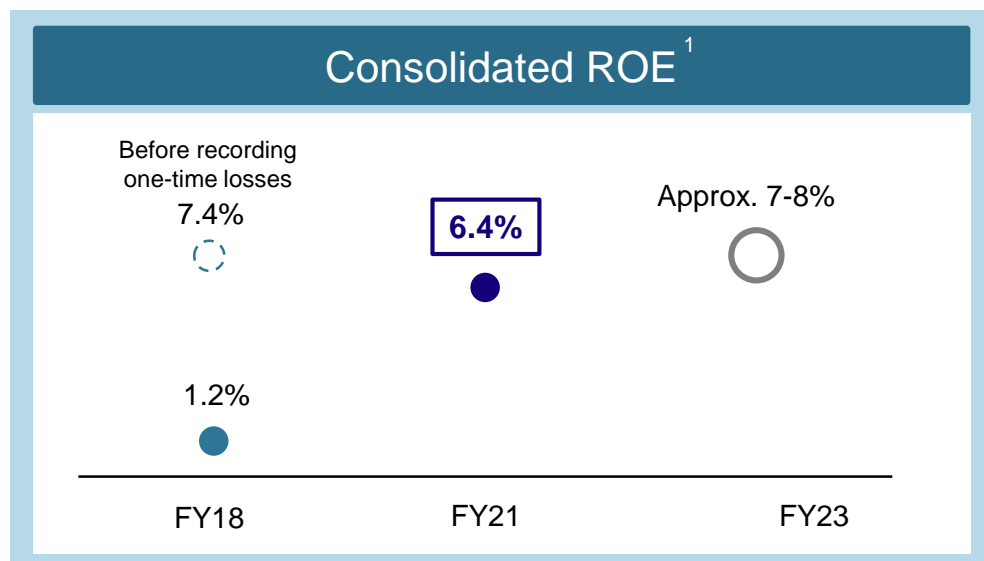 Consolidated ROE 1
Before recording
one-time losses
7.4%
6.4%
Approx. 7-8%
1.2%
FY18
FY21
FY23